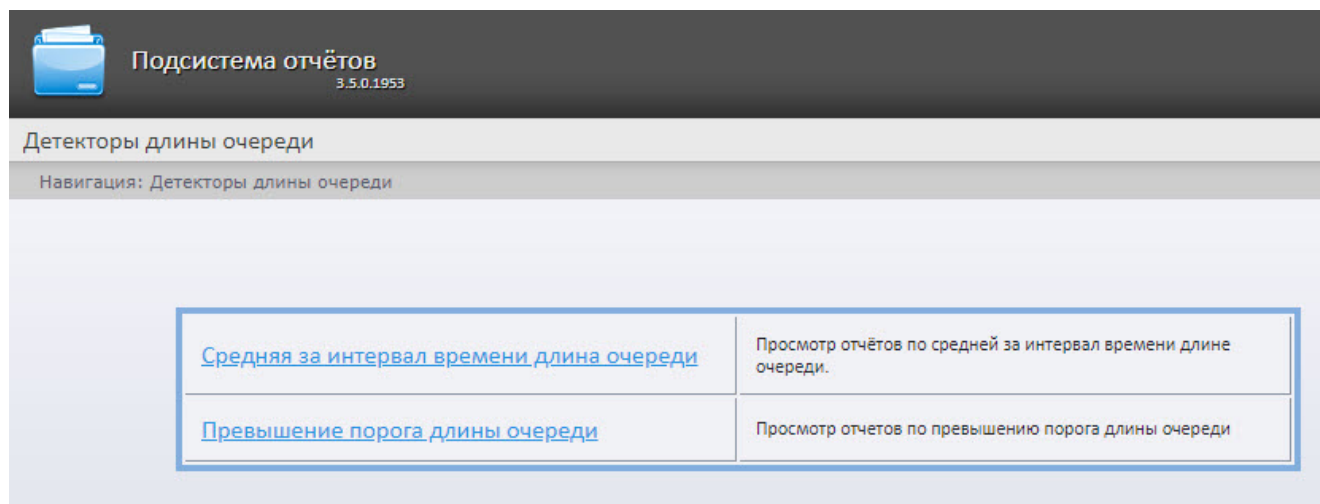 Подсистема отчётов
3.5.0.1953
Детекторы длины очереди
Навигация: Детекторы длины очереди
Средняя за интервал времени длина очереди
Просмотр отчётов по средней за интервал времени длине
очереди.
Превышение порога длины очереди
Просмотр отчетов по превышению порога длины очереди